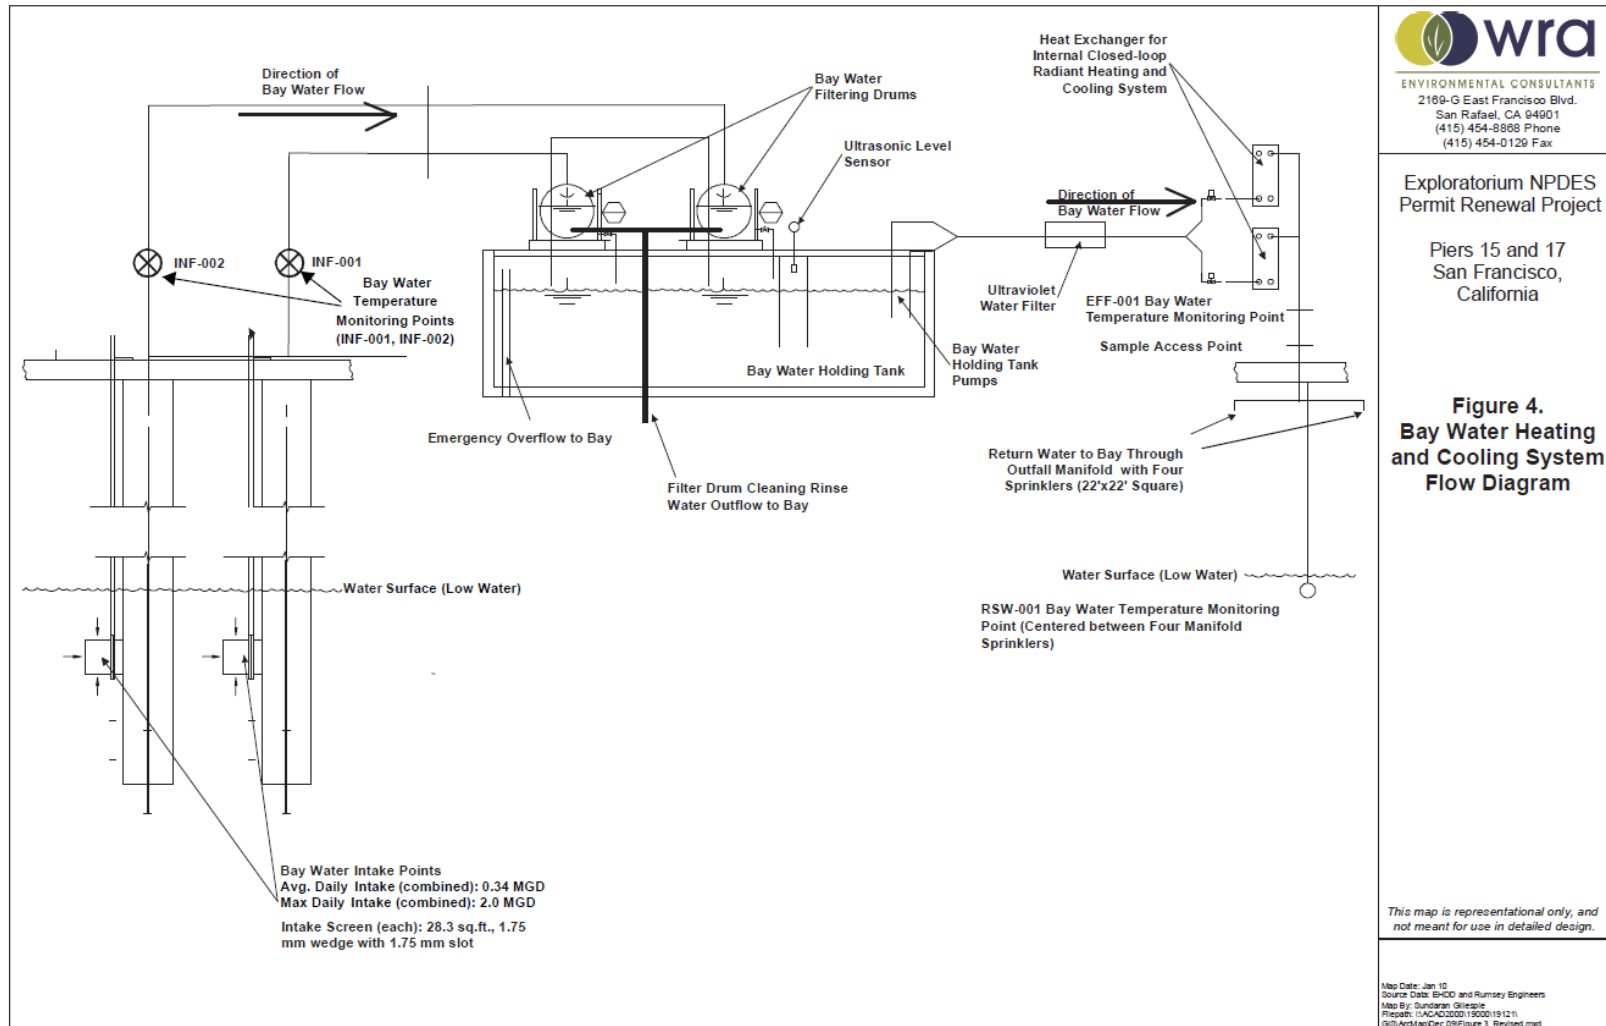 Direction of
Bay Water Flow
Bay Water
Filtering Drums
Ultrasonic Level
Sensor
Heat Exchanger for
Internal Closed-loop
Radiant Heating and
Cooling System
Direction of
Bay Water Flow
INF-002
INF-001
Bay Water
Temperature
Monitoring Points
(INF-001, INF-002)
Ultraviolet
Water Filter
EFF-001 Bay Water
Temperature Monitoring Point
Sample Access Point
Bay Water Holding Tank
Bay Water
Holding Tank
Pumps
Emergency Overflow to Bay
Filter Drum Cleaning Rinse
Water Outflow to Bay
Return Water to Bay Through
Outfall Manifold with Four
Sprinklers (22'x22' Square)
Water Surface (Low Water)
Water Surface (Low Water)
RSW-001 Bay Water Temperature Monitoring
Point (Centered between Four Manifold
Sprinklers)
Bay Water Intake Points
Avg. Daily Intake (combined): 0.34 MGD
Max Daily Intake (combined): 2.0 MGD
Intake Screen (each): 28.3 sq.ft., 1.75
mm wedge with 1.75 mm slot
wra
ENVIRONMENTAL CONSULTANTS
2169-G East Francisco Blvd.
San Rafael, CA 94901
(415) 454-8868 Phone
(415) 454-0129 Fax
Exploratorium NPDES
Permit Renewal Project
Piers 15 and 17
San Francisco,
California
Figure 4.
Bay Water Heating
and Cooling System
Flow Diagram
This map is representational only, and
not meant for use in detailed design.
Map Date: Jan 10
Source Data: EHDD and Rumsey Engineers
Map By: Sundaran Gillespie
Filepath: I:\ACAD2000\19000\19121\
GIS\ArcMap\Dec 09\Figure 3_Revised.mxd